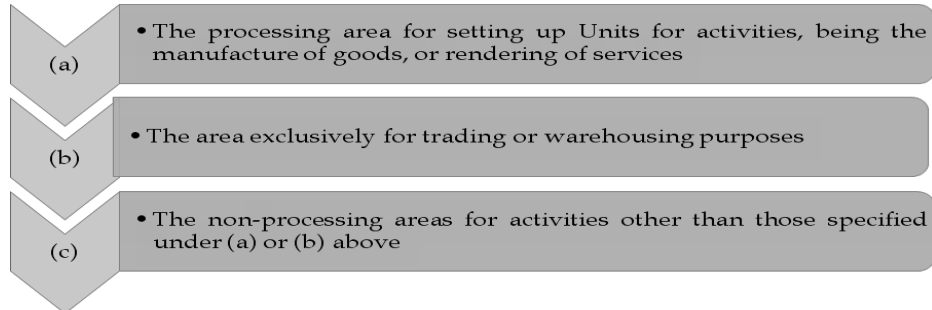 (a)
• The processing area for setting up Units for activities, being the
manufacture of goods, or rendering of services
(b)
• The area exclusively for trading or warehousing purposes
(c)
• The non-processing areas for activities other than those specified
under (a) or (b) above